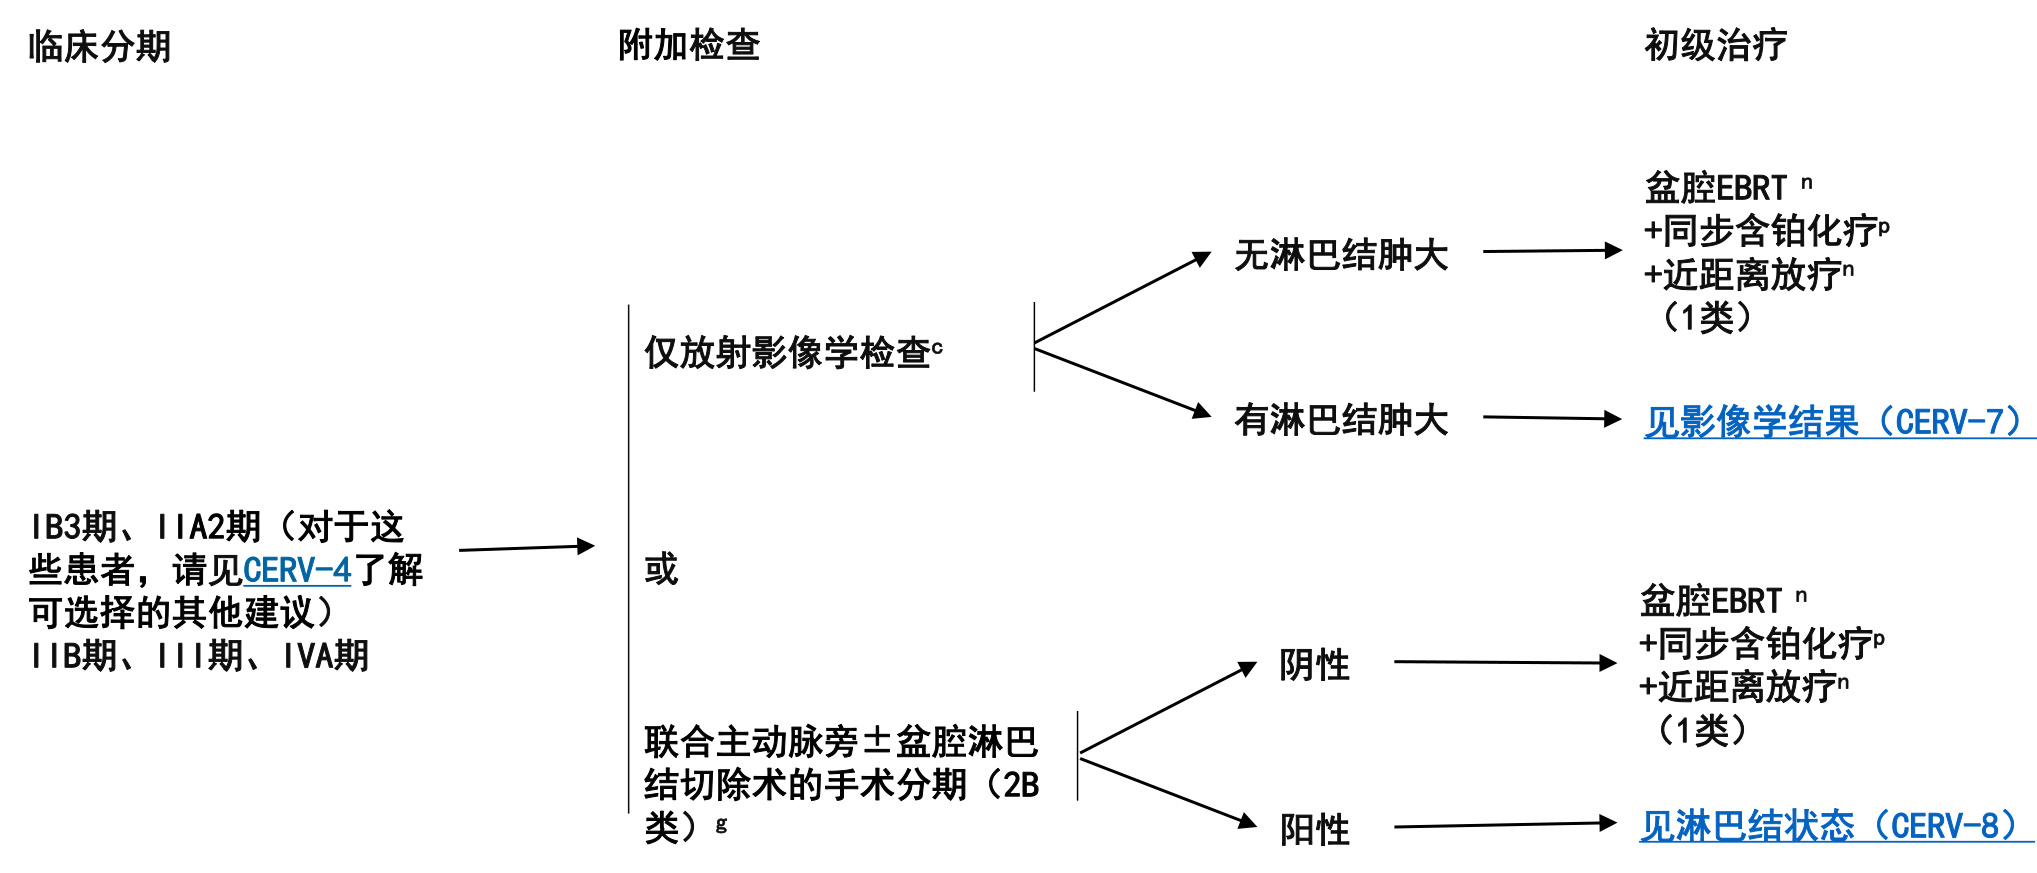 临床分期
附加检查
初级治疗
IB3期、IIA2期（对于这
些患者，请见CERV-4了解
可选择的其他建议）
IIB期、III期、IVA期
仅放射影像学检查c
或
联合主动脉旁±盆腔淋巴
结切除术的手术分期（2B
类）g
无淋巴结肿大
有淋巴结肿大
阴性
阳性
盆腔EBRT n
+同步含铂化疗p
+近距离放疗n
（1类）
见影像学结果（CERV-7）
盆腔EBRT n
+同步含铂化疗p
+近距离放疗n
（1类）
见淋巴结状态（CERV-8）